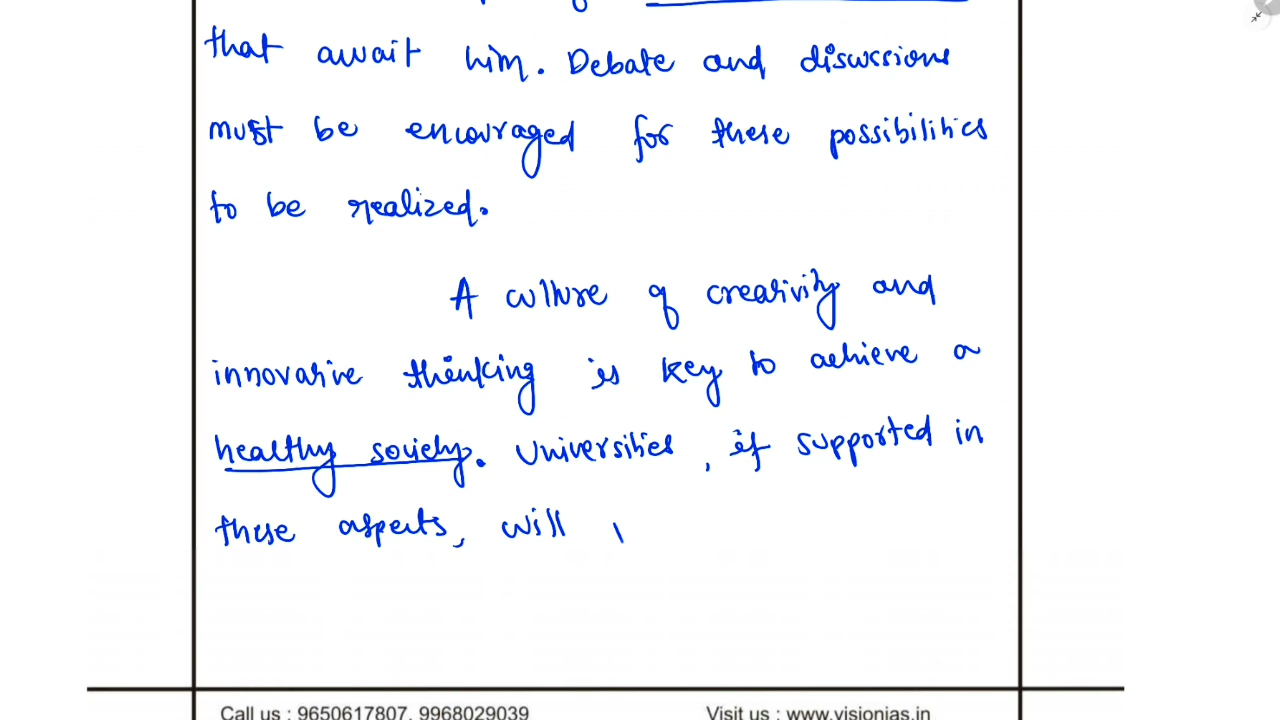 that await him. Debate and discussions
must be encouraged for these possibilities
to be realized.
A culture of creativity and
innovative thinking is key to achieve a
healthy society. Universities, if supported in
these aspects, will
Call us : 9650617807, 9968029039 Visit us : www.visionias.in